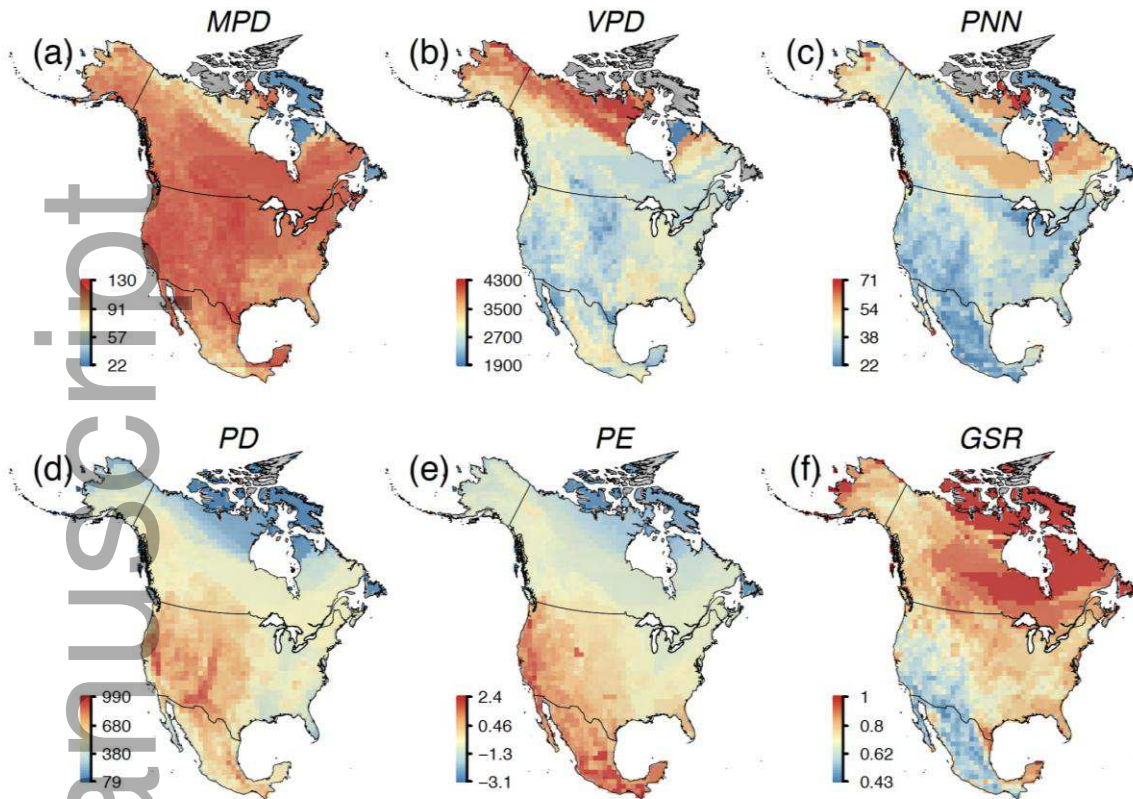 MPD VPD PNN
(a) (b) (c)
130 4300 71
91 3500 54
57 2700 38
22 1900 22
PD PE GSR
(d) (e) (f)
990 2.4 1
680 0.46 0.8
380 −1.3 0.62
79 −3.1 0.43
anuscript